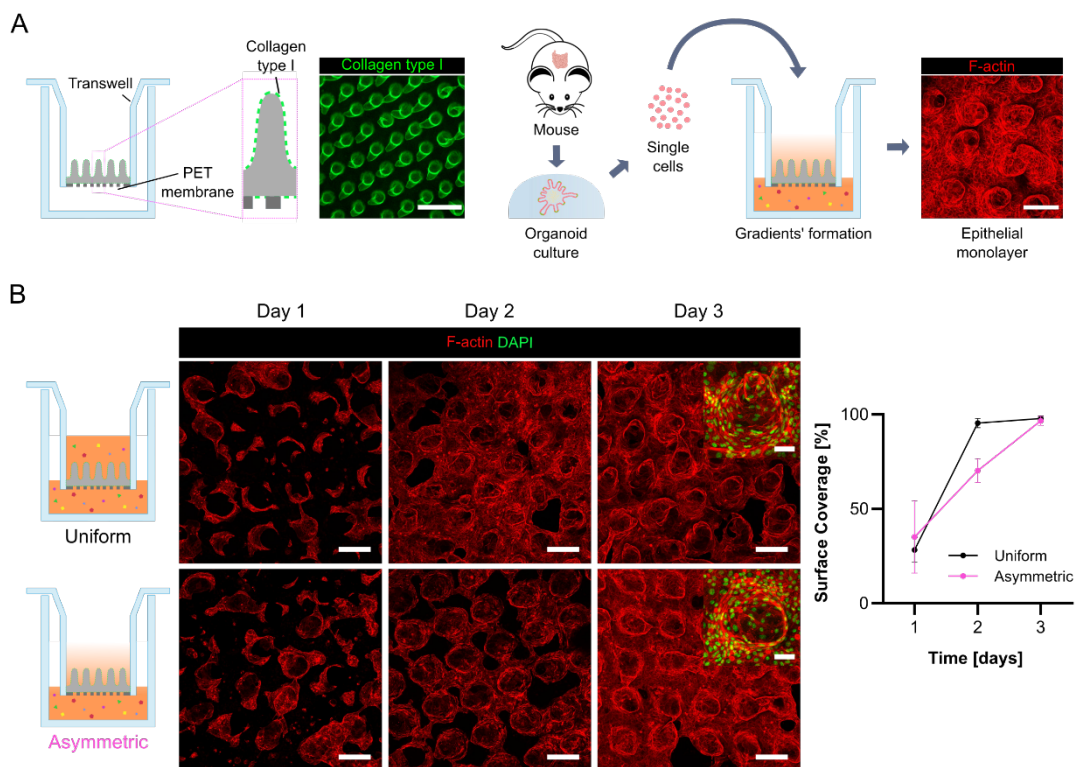 A
Transwell
Collagen
type I
PET
membrane
Collagen type I
Mouse
Organoid
culture
Single
cells
Gradients' formation
F-actin
Epithelial
monolayer
B
Day 1
Day 2
Day 3
F-actin DAPI
Uniform
Asymmetric
Surface Coverage [%]
100
50
0
Uniform
Asymmetric
1
2
3
Time [days]